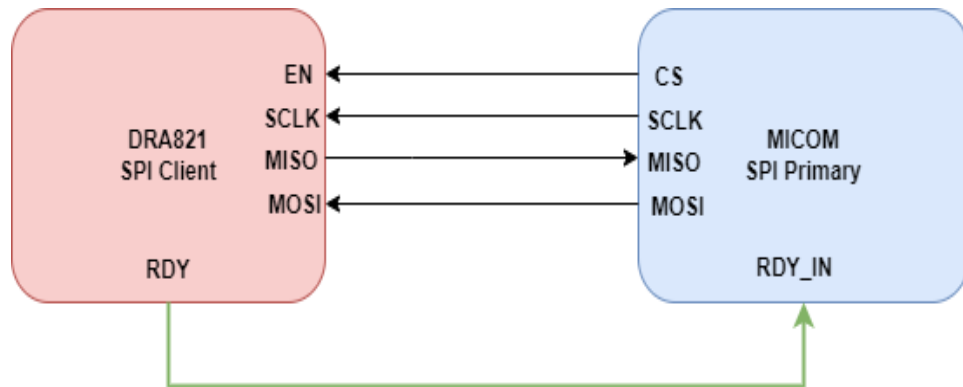 EN
SCLK
DRA821
SPI Client
MISO
MOSI
RDY
CS
SCLK
MICOM
SPI Primary
MISO
MOSI
RDY_IN